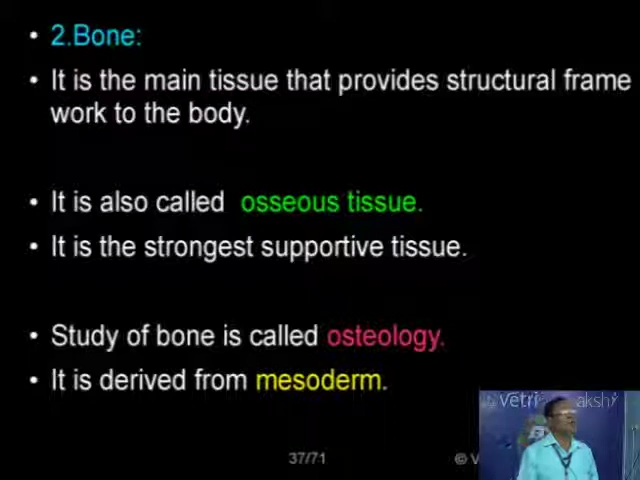 • 2.Bone:
• It is the main tissue that provides structural frame
work to the body.
• It is also called osseous tissue.
• It is the strongest supportive tissue.
• Study of bone is called osteology.
• It is derived from mesoderm.
Vetri akshi
37/71
© V